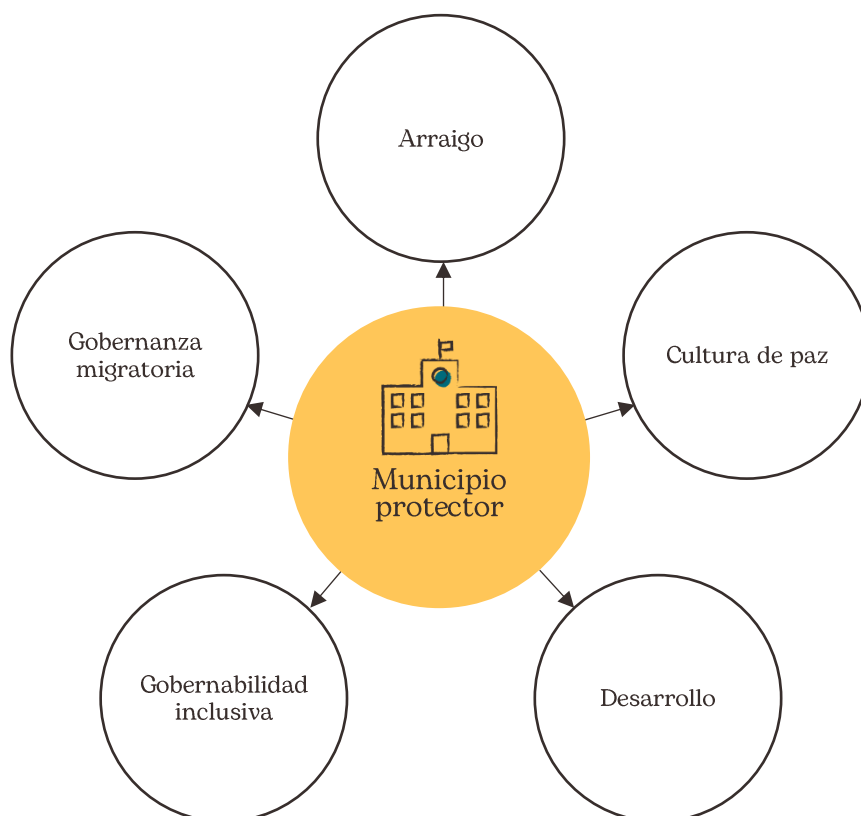 Arraigo
Gobernanza
migratoria
Cultura de paz
Municipio
protector
Gobernabilidad
inclusiva
Desarrollo